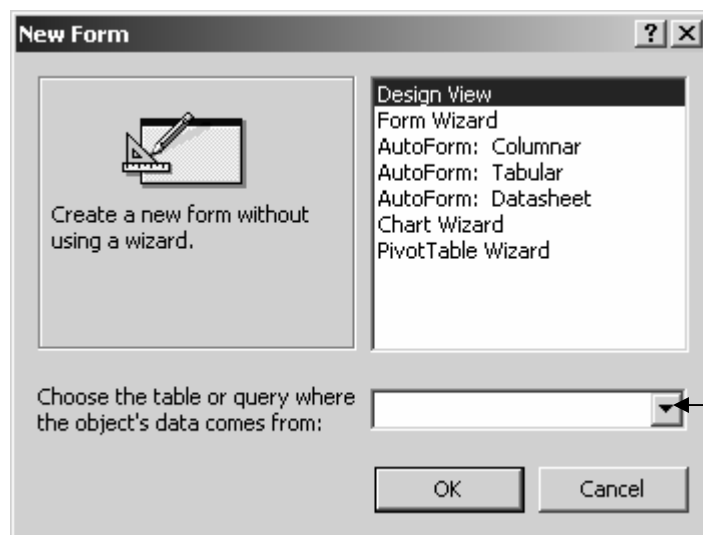 New Form
Create a new form without
using a wizard.
Design View
Form Wizard
AutoForm: Columnar
AutoForm: Tabular
AutoForm: Datasheet
Chart Wizard
PivotTable Wizard
Choose the table or query where
the object's data comes from:
OK
Cancel